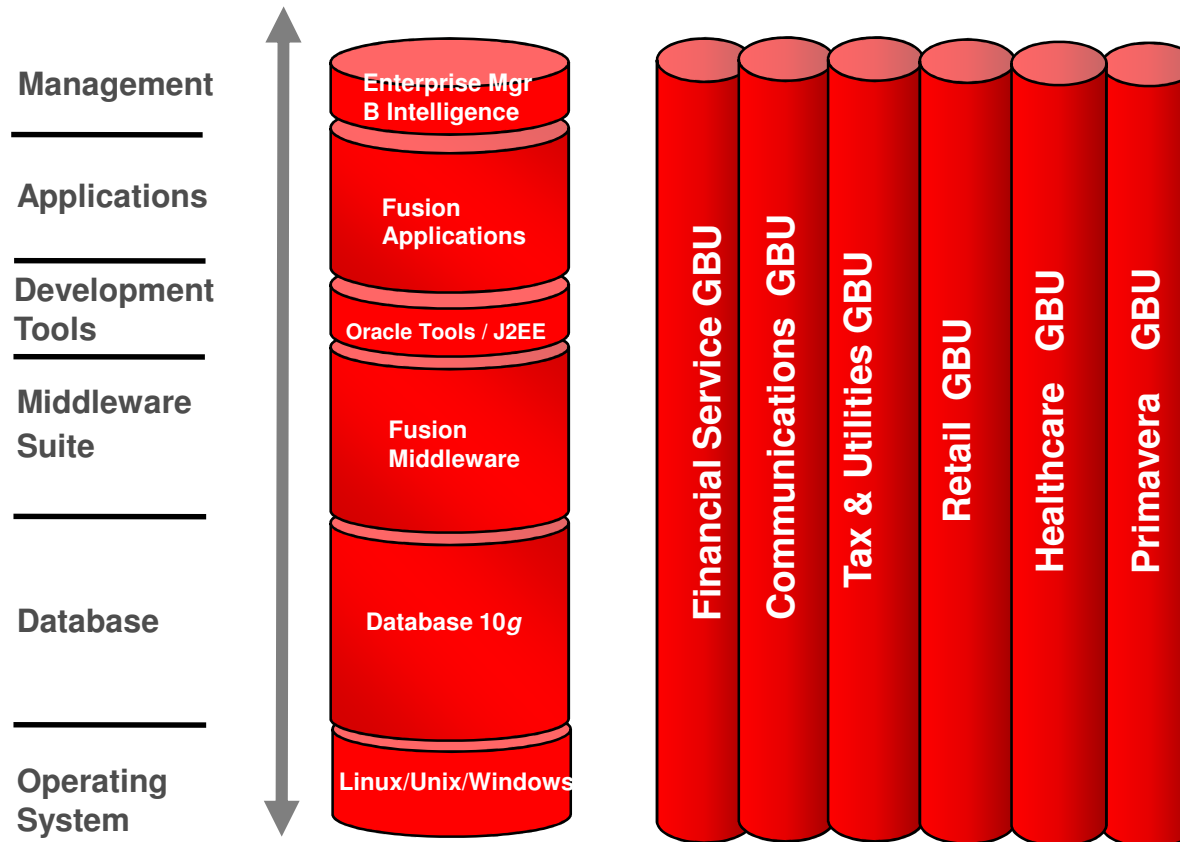 Management
Enterprise Mgr
B Intelligence
Applications
Fusion
Applications
Development
Tools
Oracle Tools / J2EE
Middleware
Suite
Fusion
Middleware
Database
Database 10g
Operating
System
Linux/Unix/Windows
Financial Service GBU
Communications GBU
Tax & Utilities GBU
Retail GBU
Healthcare GBU
Primavera GBU